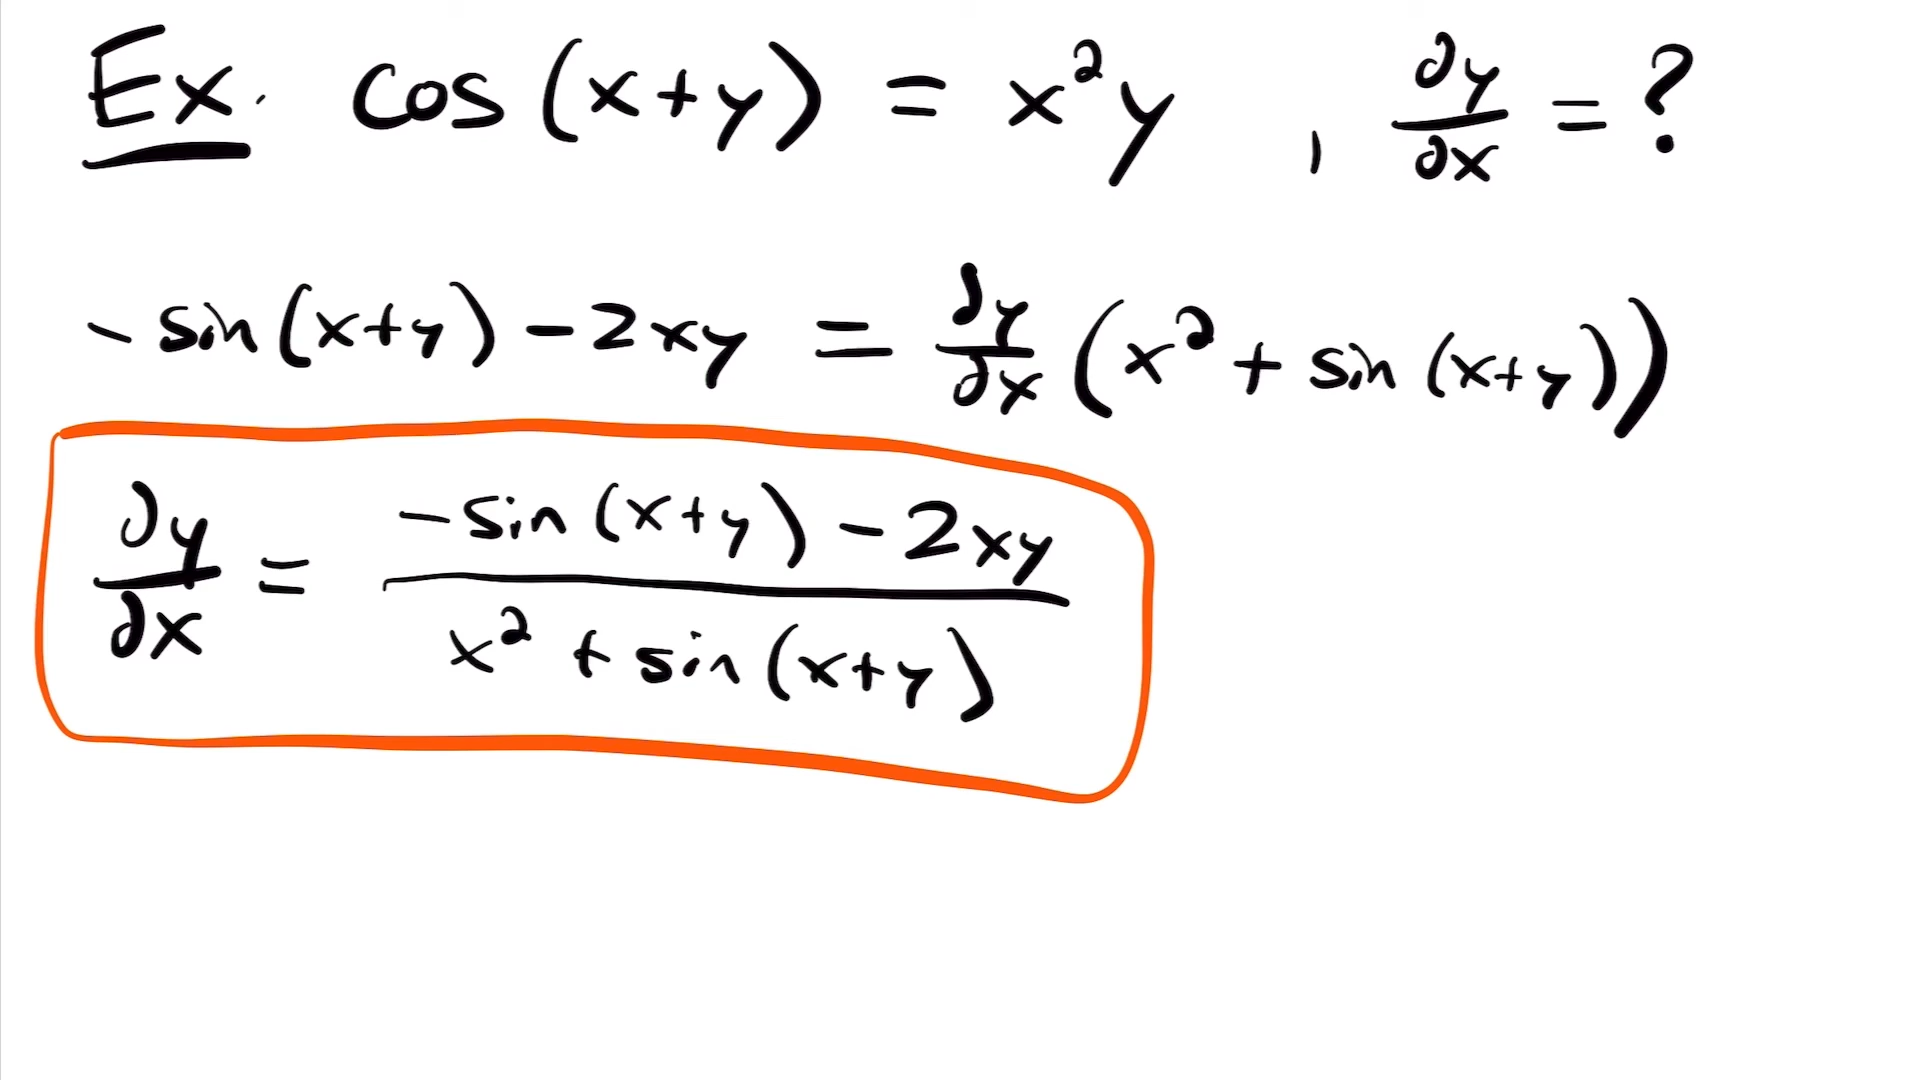 Ex. cos(x+y) = x²y , ∂y/∂x = ?
-sin(x+y) - 2xy = ∂y/∂x (x² + sin(x+y))
∂y/∂x = (-sin(x+y) - 2xy)/(x² + sin(x+y))